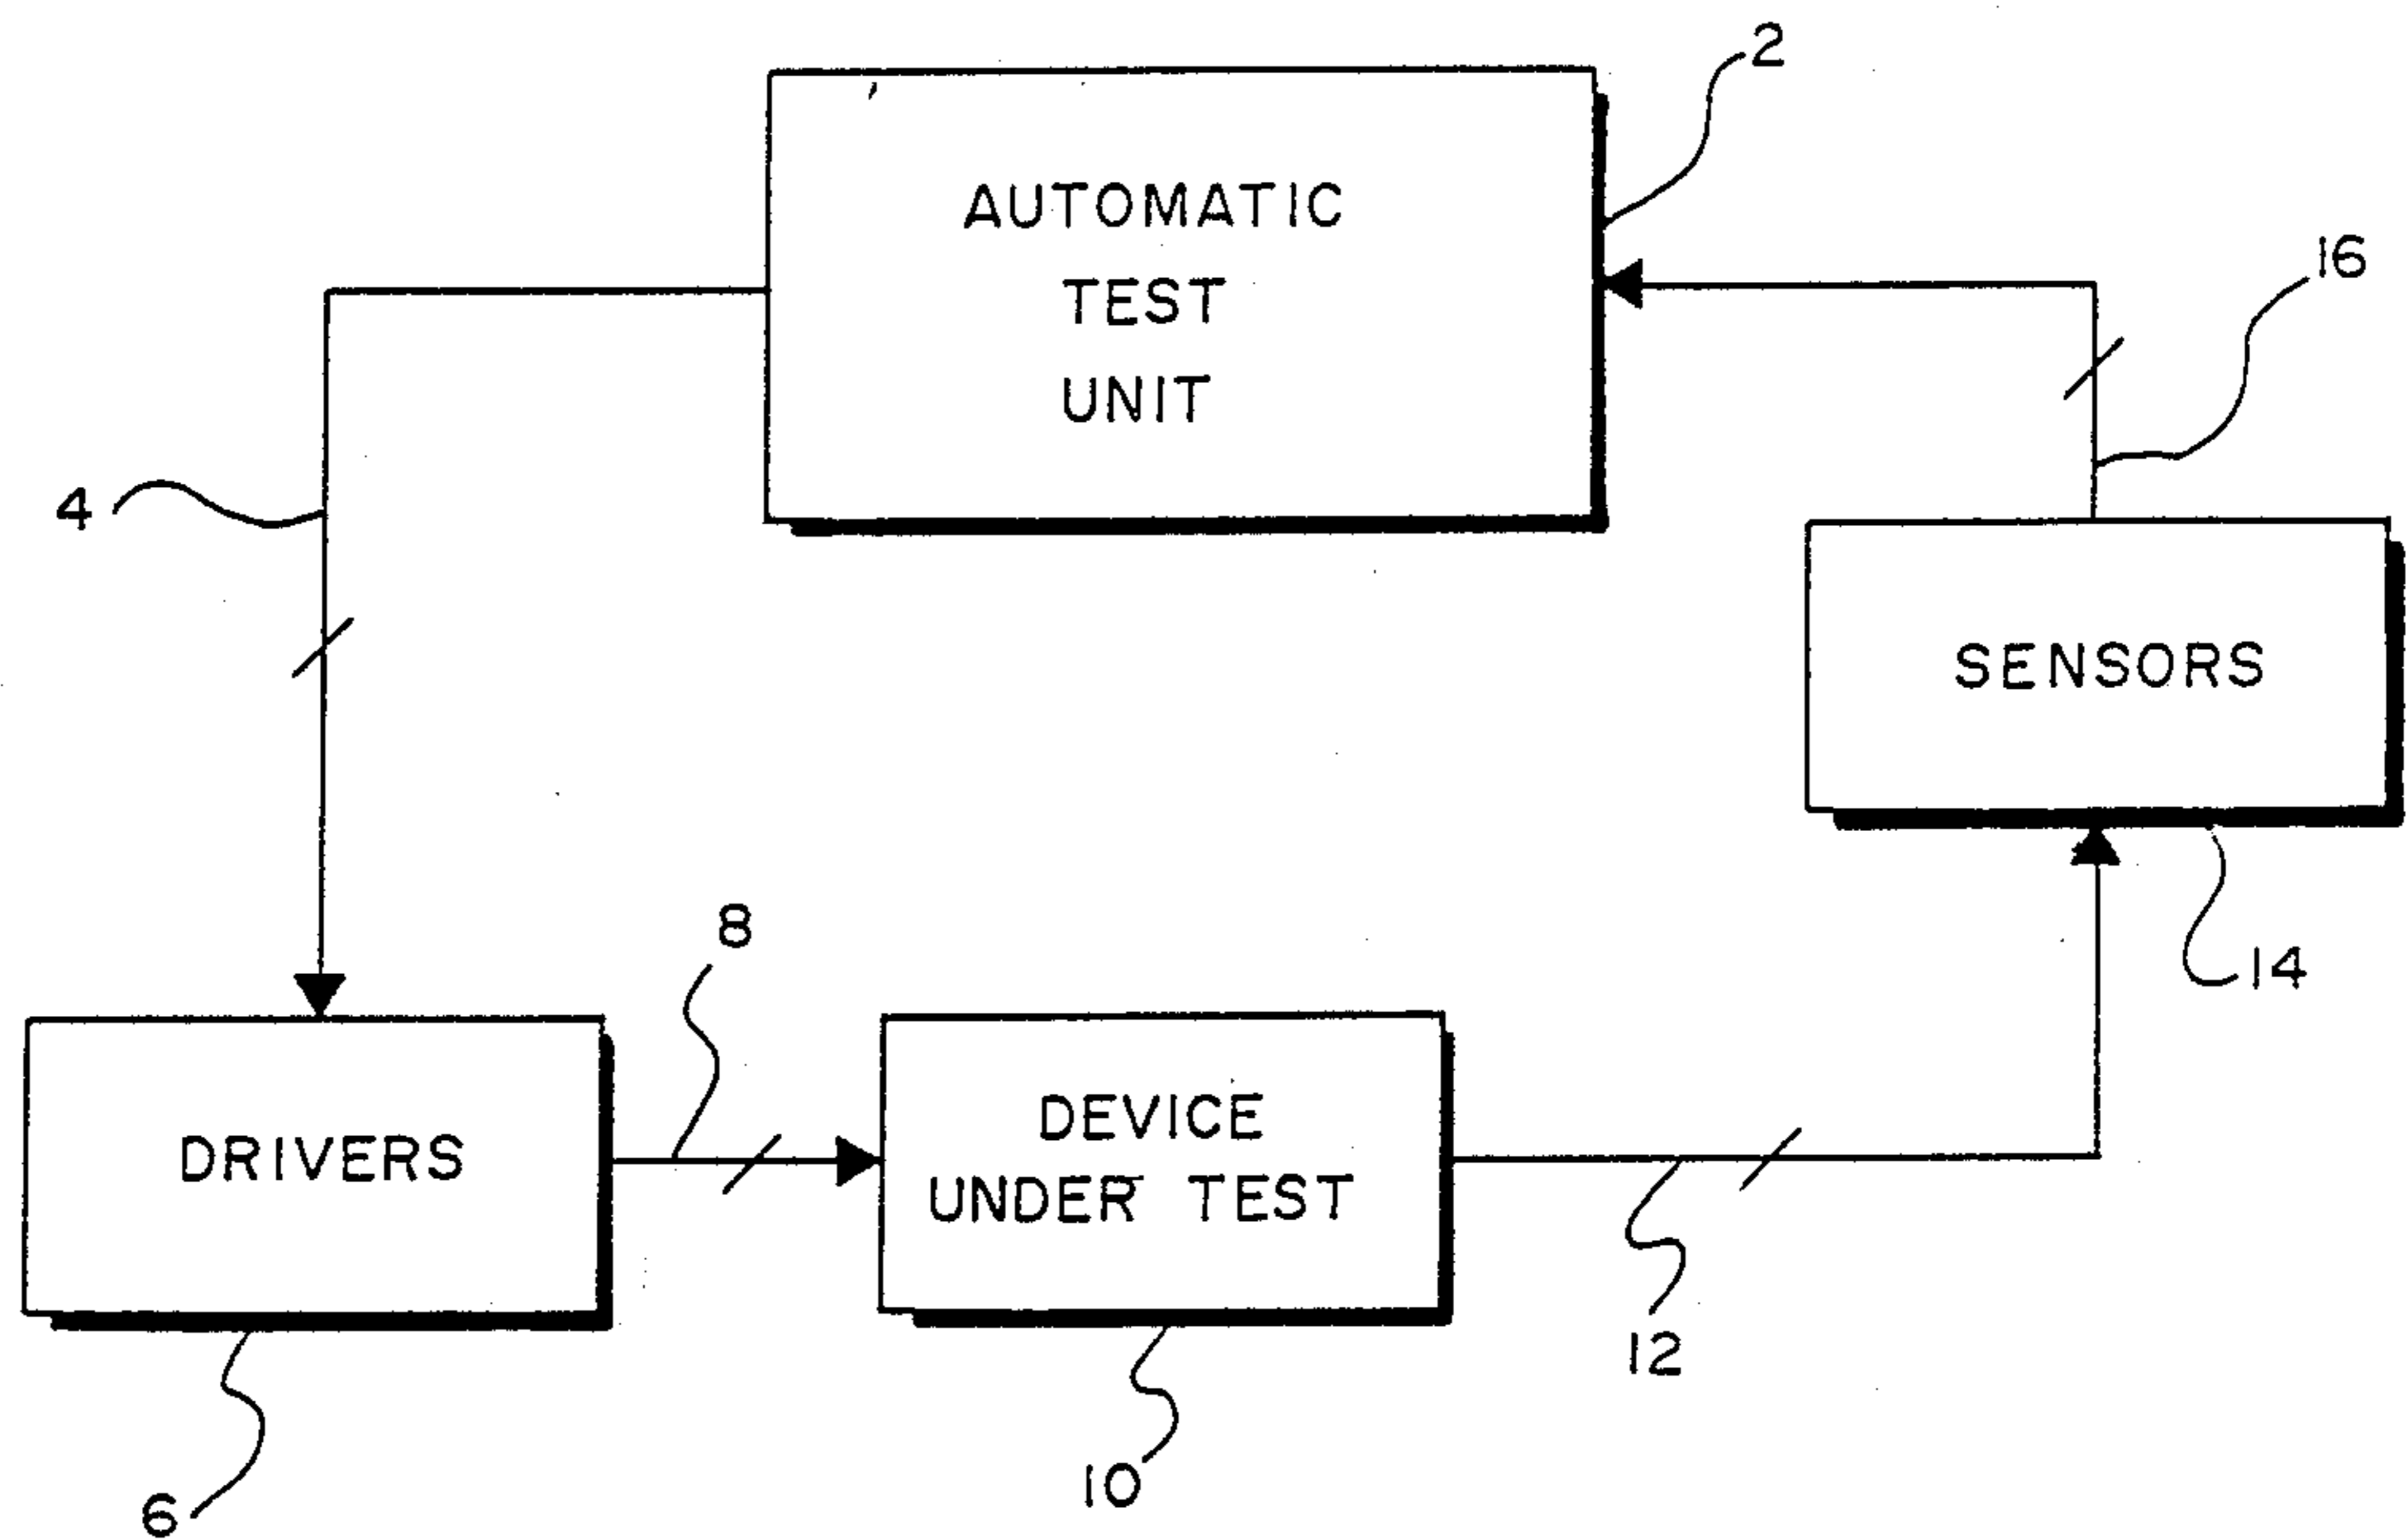 2
AUTOMATIC
TEST
UNIT
16
4
SENSORS
8
14
DRIVERS
DEVICE
UNDER TEST
12
10
6